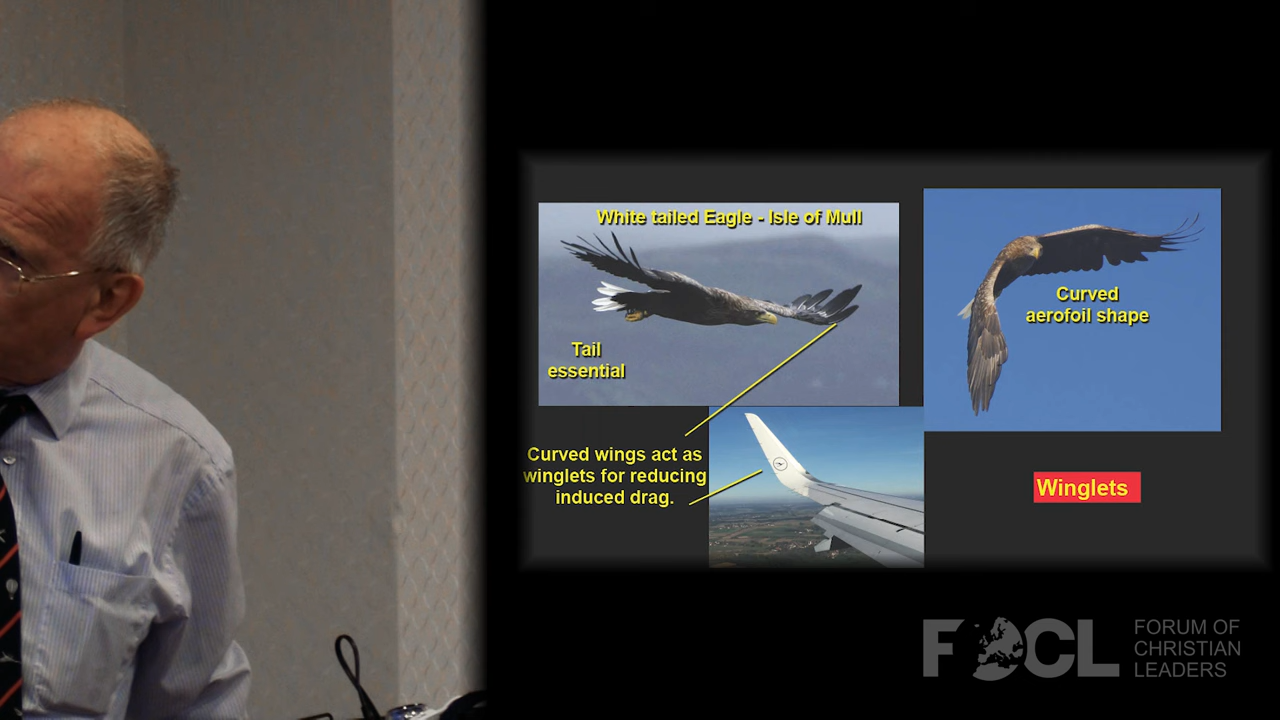 White tailed Eagle - Isle of Mull
Tail
essential
Curved
aerofoil shape
Curved wings act as
winglets for reducing
induced drag.
Winglets
FOCL
FORUM OF
CHRISTIAN
LEADERS